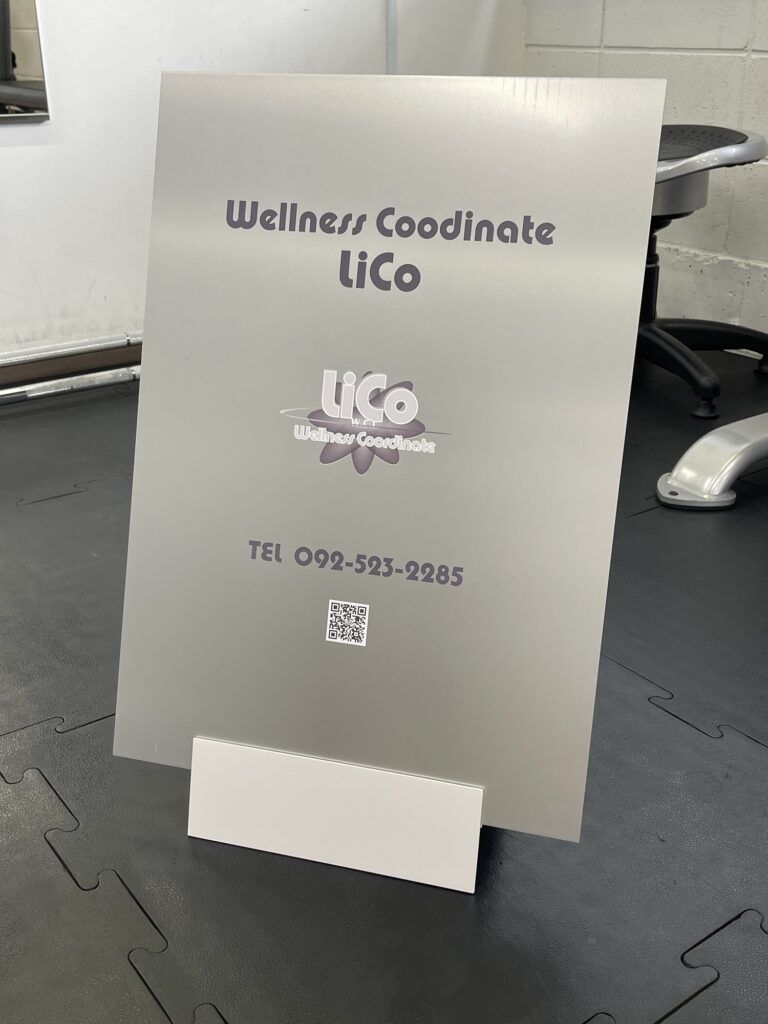 Wellness Coodinate
LiCo
LiCo
W.C.L
Wellness Coordinate
TEL 092-523-2285